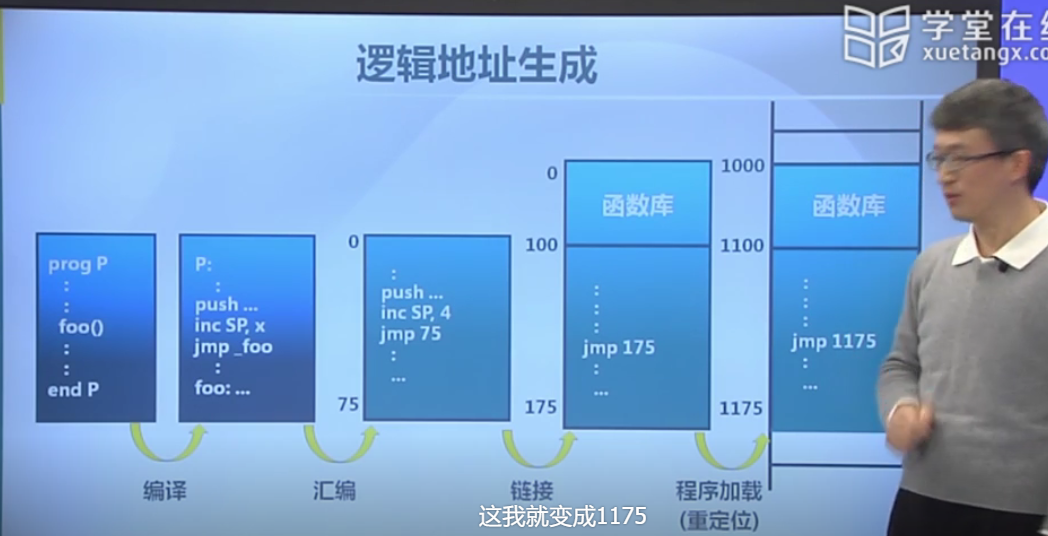 学堂在
xuetangx.co
逻辑地址生成
prog P
:
:
foo()
:
:
end P
P:
:
push ...
inc SP, x
jmp _foo
:
foo: ...
0
75
:
push ...
inc SP, 4
jmp 75
:
...
0
100
175
函数库
:
:
:
jmp 175
:
...
1000
1100
1175
函数库
:
:
:
jmp 1175
:
...
编译
汇编
链接
程序加载
(重定位)
这我就变成1175